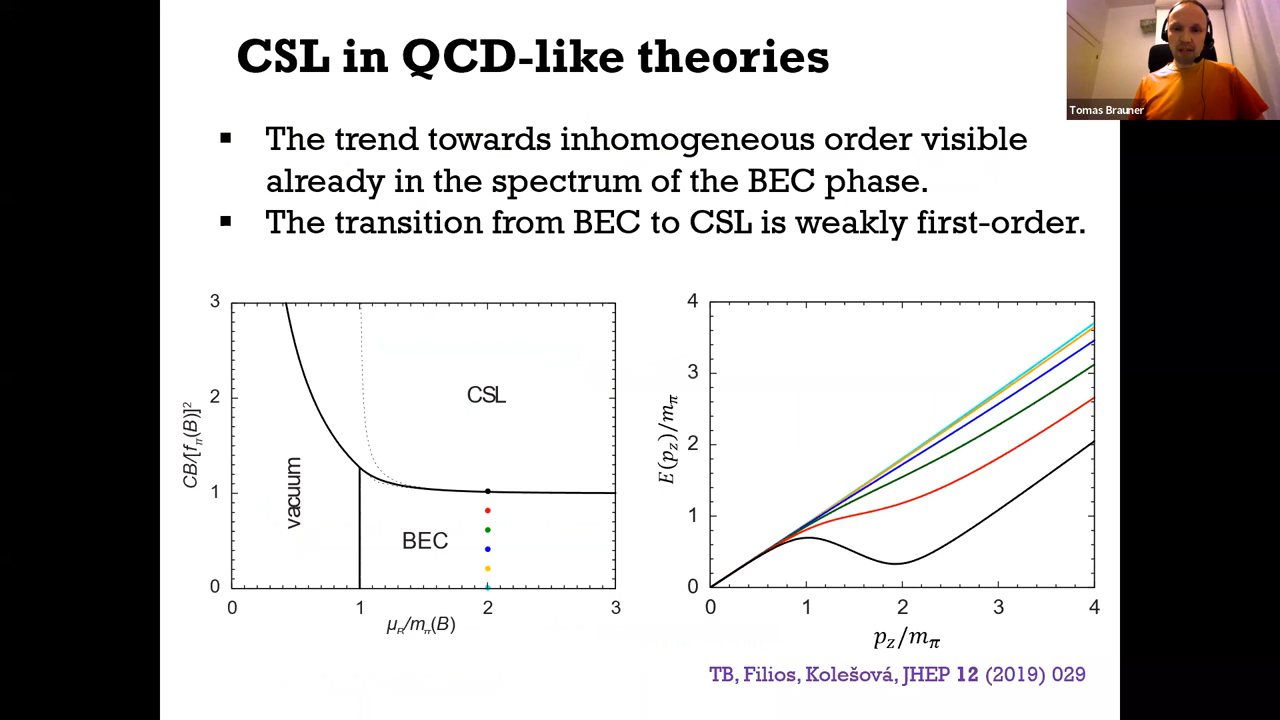 CSL in QCD-like theories
Tomas Brauner
▪ The trend towards inhomogeneous order visible
already in the spectrum of the BEC phase.
▪ The transition from BEC to CSL is weakly first-order.
3
2
1
0
CB/[fπ(B)]²
vacuum
CSL
BEC
0 1 2 3
μR/mπ(B)
4
3
2
1
0
E(pz)/mπ
0 1 2 3 4
pz/mπ
TB, Filios, Kolešová, JHEP 12 (2019) 029